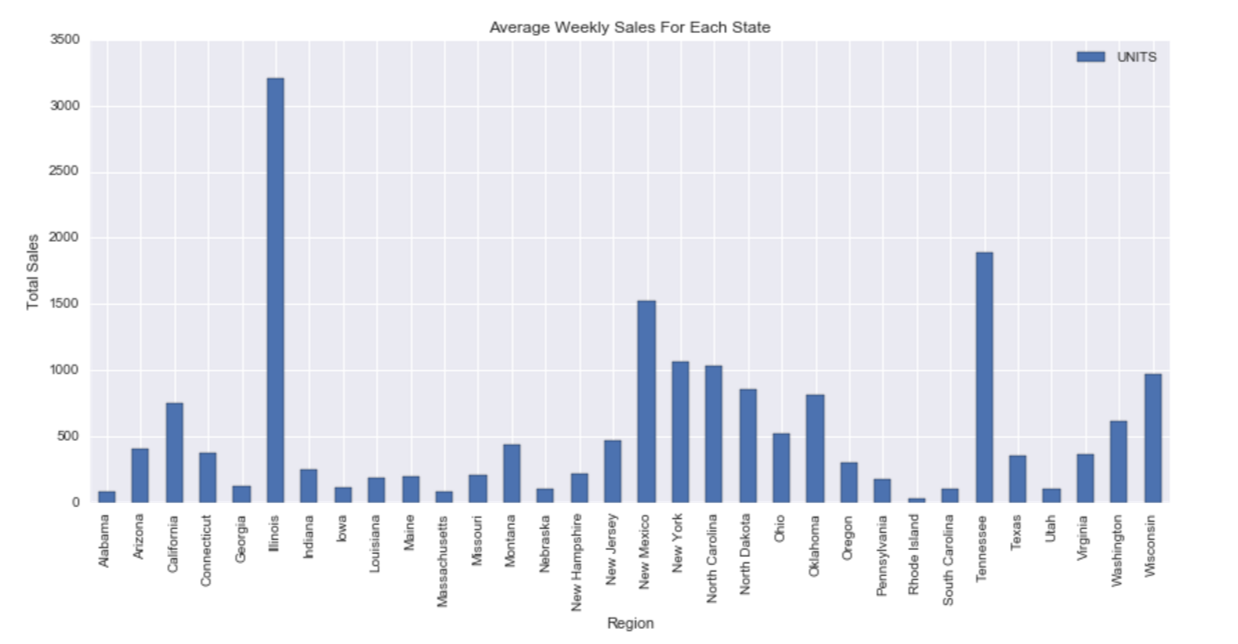 Average Weekly Sales For Each State
3500
3000
2500
2000
1500
1000
500
0
Total Sales
UNITS
Alabama
Arizona
California
Connecticut
Georgia
Illinois
Indiana
Iowa
Louisiana
Maine
Massachusetts
Missouri
Montana
Nebraska
New Hampshire
New Jersey
New Mexico
New York
North Carolina
North Dakota
Ohio
Oklahoma
Oregon
Pennsylvania
Rhode Island
South Carolina
Tennessee
Texas
Utah
Virginia
Washington
Wisconsin
Region